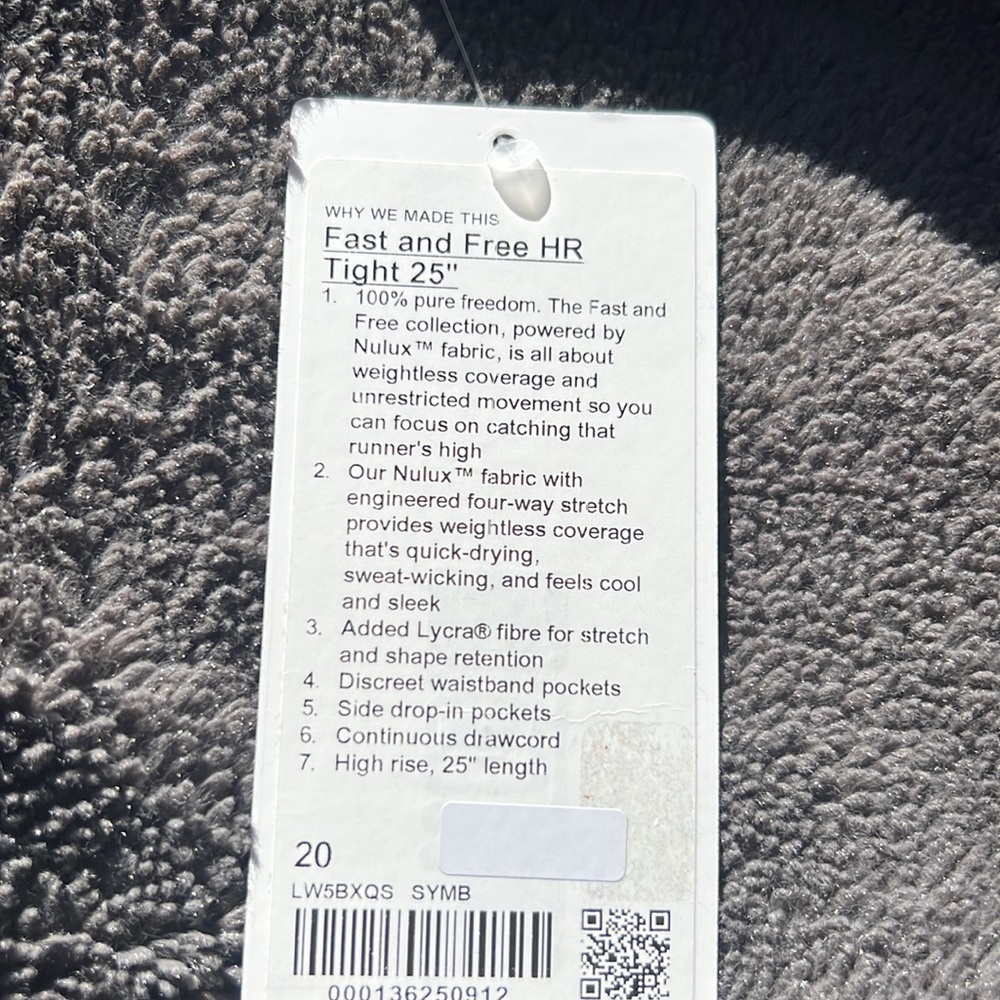 WHY WE MADE THIS
Fast and Free HR
Tight 25"
1. 100% pure freedom. The Fast and
Free collection, powered by
Nulux™ fabric, is all about
weightless coverage and
unrestricted movement so you
can focus on catching that
runner's high
2. Our Nulux™ fabric with
engineered four-way stretch
provides weightless coverage
that's quick-drying,
sweat-wicking, and feels cool
and sleek
3. Added Lycra® fibre for stretch
and shape retention
4. Discreet waistband pockets
5. Side drop-in pockets
6. Continuous drawcord
7. High rise, 25" length
20
LW5BXQS SYMB
000136250912